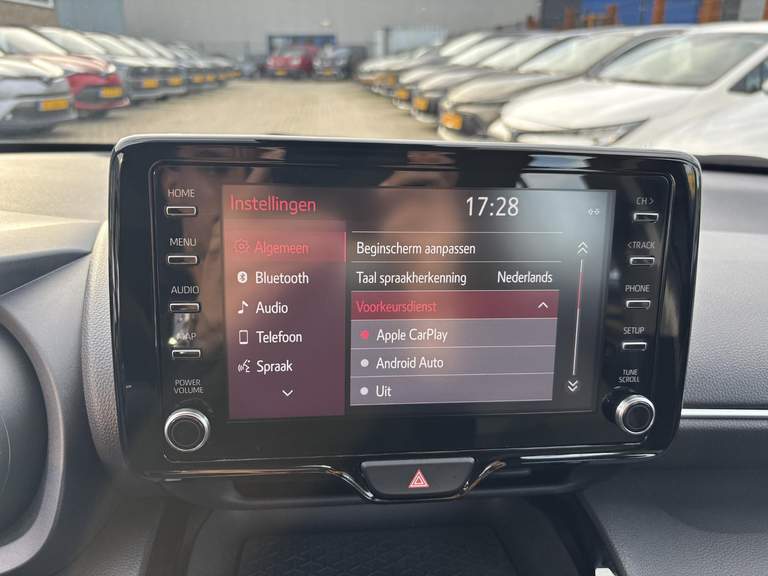 HOME
MENU
AUDIO
MAP
POWER
VOLUME
Instellingen 17:28
Algemeen
Bluetooth
Audio
Telefoon
Spraak
Beginscherm aanpassen
Taal spraakherkenning Nederlands
Voorkeursdienst
Apple CarPlay
Android Auto
Uit
CH >
< TRACK
PHONE
SETUP
TUNE
SCROLL